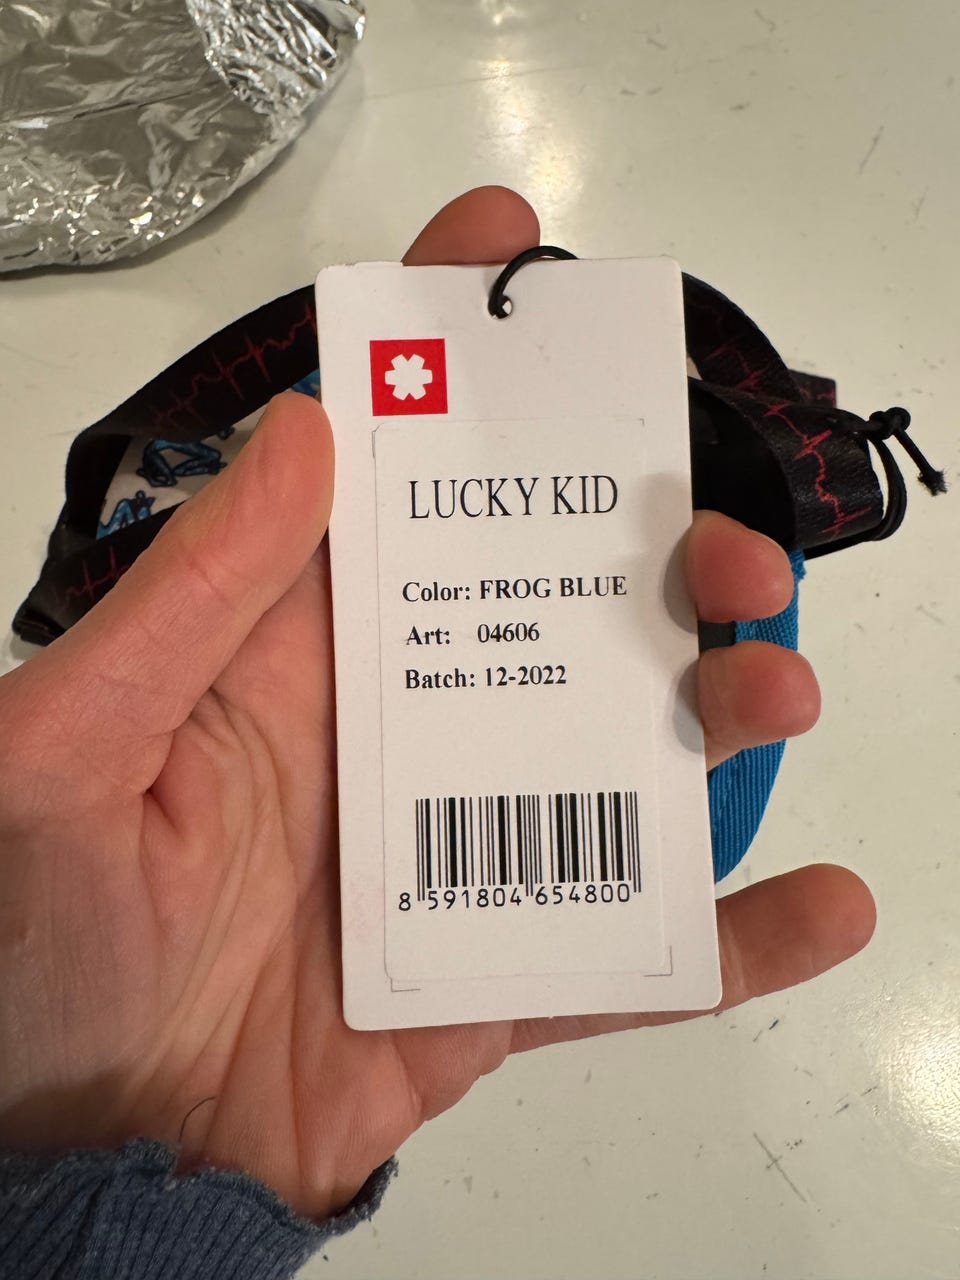 LUCKY KID
Color: FROG BLUE
Art: 04606
Batch: 12-2022
8 591804 654800